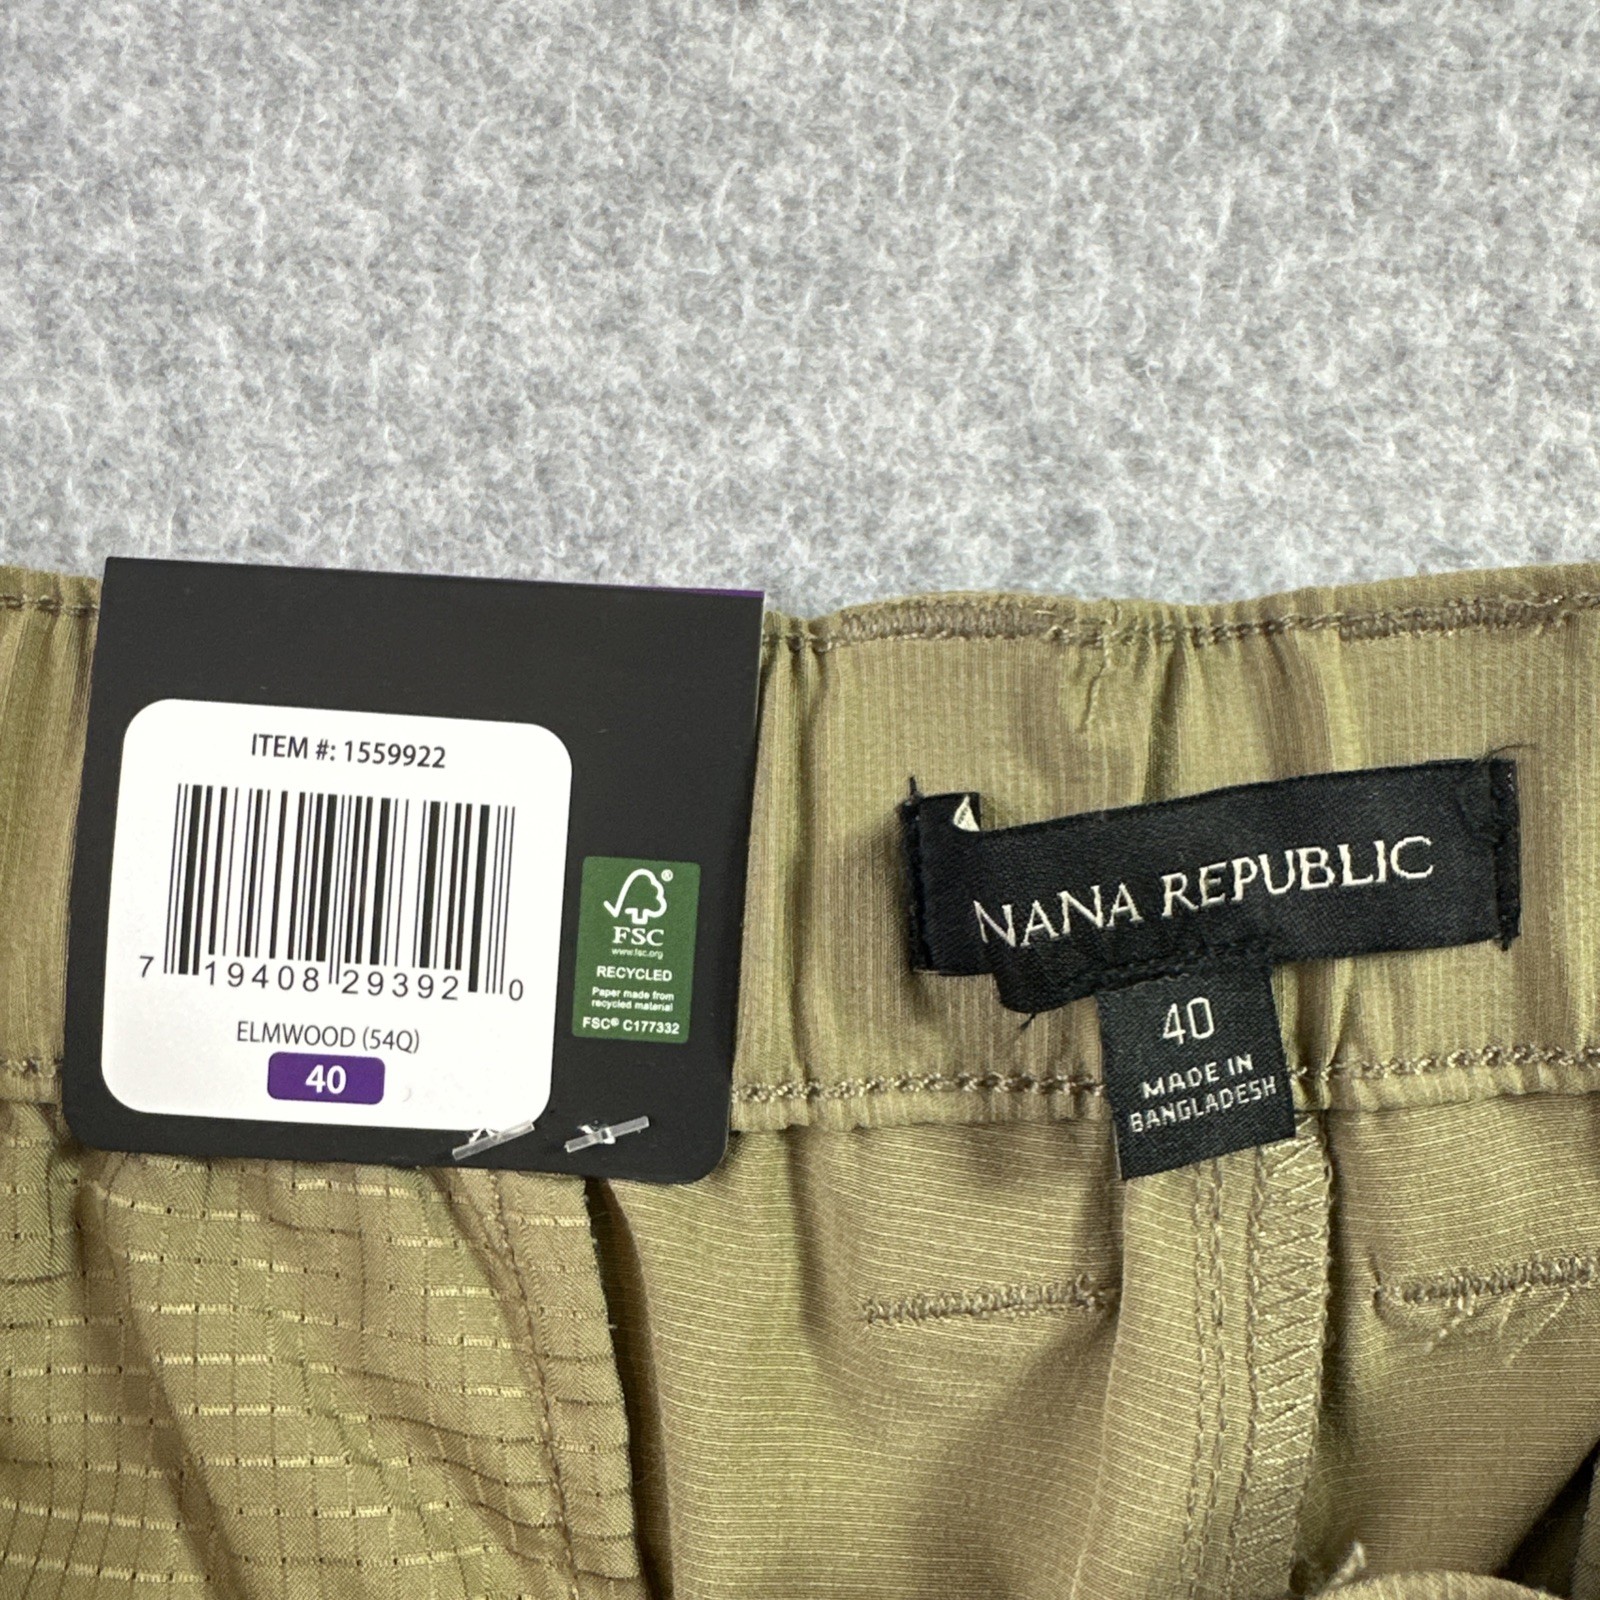 ITEM #: 1559922
7 19408 29392 0
ELMWOOD (54Q)
40
FSC®
www.fsc.org
RECYCLED
Paper made from
recycled material
FSC® C177332
NANA REPUBLIC
40
MADE IN
BANGLADESH